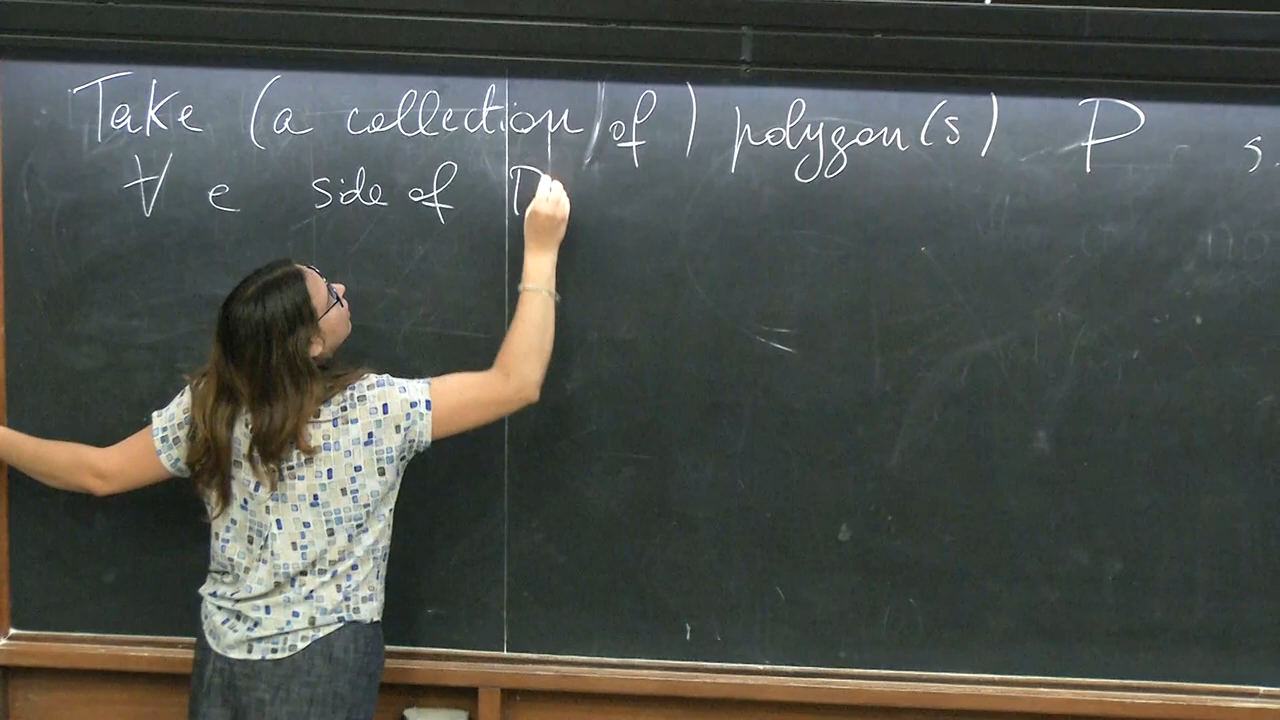 Take (a collection) of) polygon(s) P s.
∀ e side of P